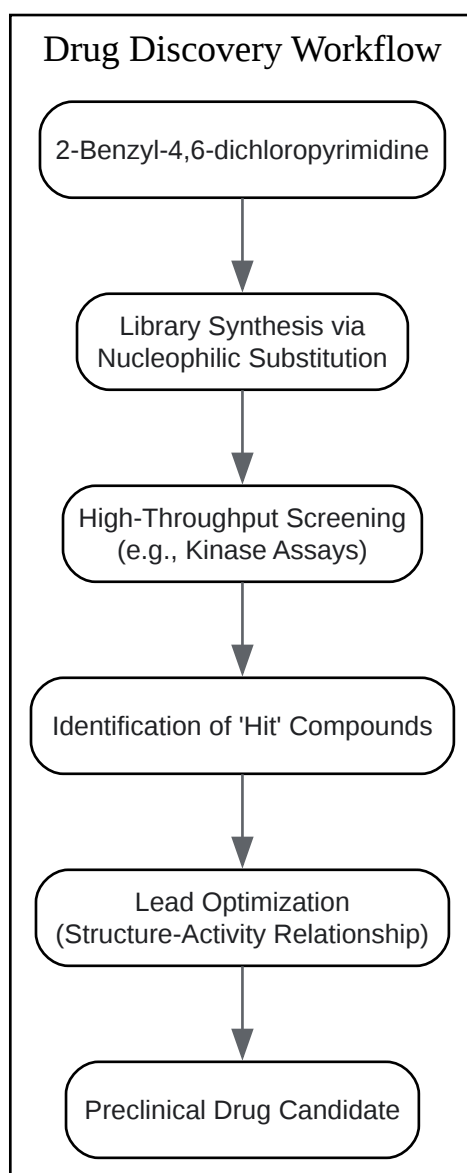 Drug Discovery Workflow
2-Benzyl-4,6-dichloropyrimidine
Library Synthesis via
Nucleophilic Substitution
High-Throughput Screening
(e.g., Kinase Assays)
Identification of 'Hit' Compounds
Lead Optimization
(Structure-Activity Relationship)
Preclinical Drug Candidate